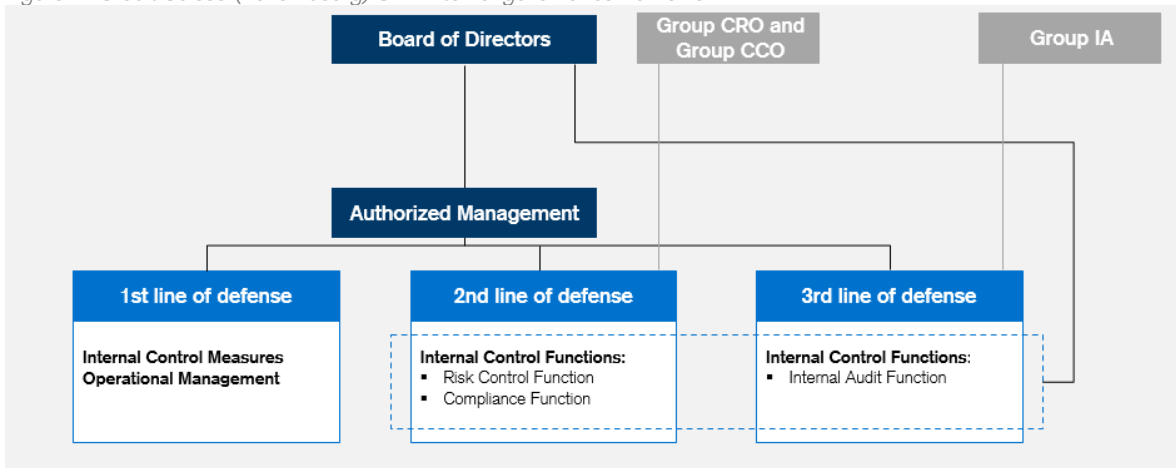 Board of Directors
Group CRO and
Group CCO
Group IA
Authorized Management
1st line of defense
2nd line of defense
3rd line of defense
Internal Control Measures
Operational Management
Internal Control Functions:
▪ Risk Control Function
▪ Compliance Function
Internal Control Functions:
▪ Internal Audit Function